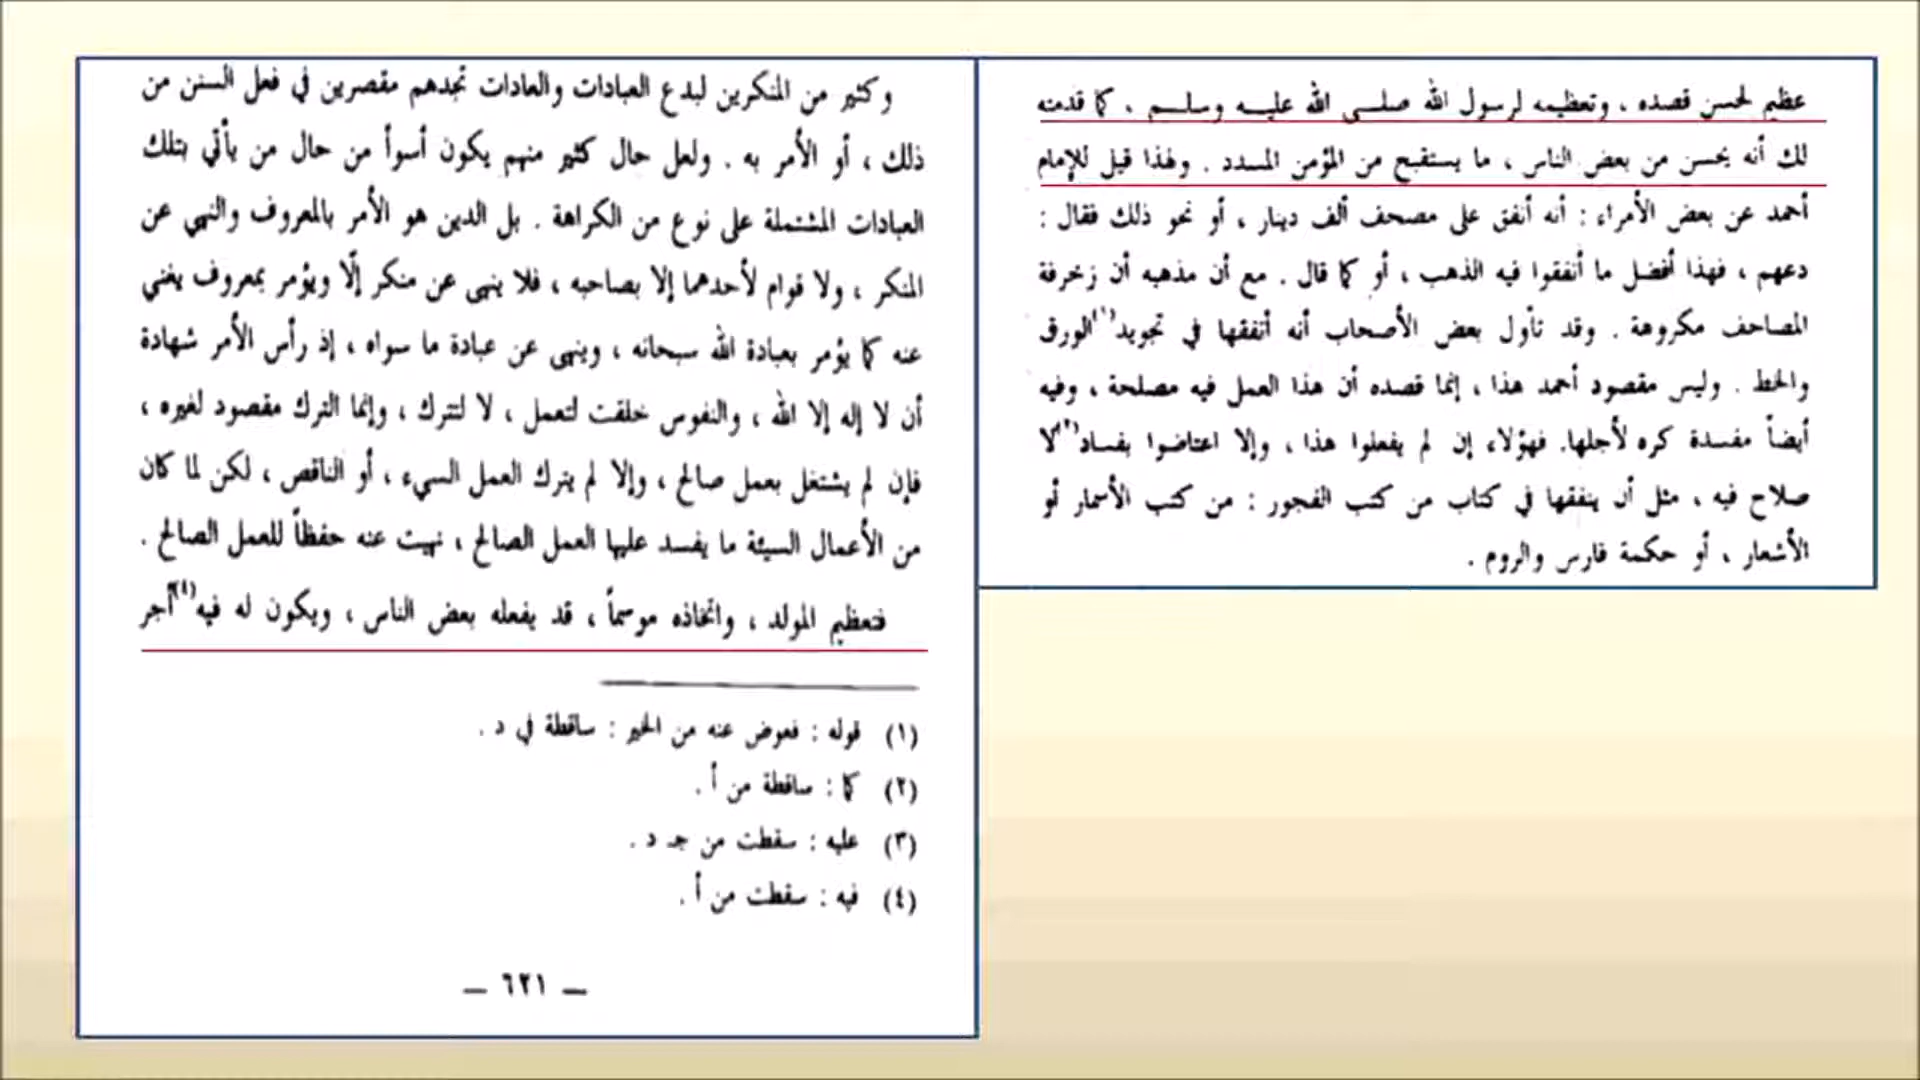 وكثير من المنكرين لبدع العبادات والعادات تجدهم مقصرين في فعل السنن من
ذلك ، أو الأمر به . ولعل حال كثير منهم يكون أسوأ من حال من يأتي بتلك
العبادات المشتملة على نوع من الكراهة . بل الدين هو الأمر بالمعروف والنهي عن
المنكر ، ولا قوام لأحدهما إلا بصاحبه ، فلا ينهى عن منكر إلّا ويؤمر بمعروف يغني
عنه كما يؤمر بعبادة الله سبحانه ، وينهى عن عبادة ما سواه ، إذ رأس الأمر شهادة
أن لا إله إلا الله ، والنفوس خلقت لتعمل ، لا لتترك ، وإنما الترك مقصود لغيره ،
فإن لم يشتغل بعمل صالح ، وإلا لم يترك العمل السيء ، أو الناقص ، لكن لما كان
من الأعمال السيئة ما يفسد عليها العمل الصالح ، نهيت عنه حفظاً للعمل الصالح .
فتعظيم المولد ، واتخاذه موسماً ، قد يفعله بعض الناس ، ويكون له فيه(٤) أجر
(١) قوله : فعوض عنه من الخير : ساقطة في د .
(٢) كما : ساقطة من أ .
(٣) عليه : سقطت من جـ د .
(٤) فيه : سقطت من أ .
— ٦٢١ —
عظيم لحسن قصده ، وتعظيمه لرسول الله صلى الله عليه وسلم ، كما قدمته
لك أنه يحسن من بعض الناس ، ما يستقبح من المؤمن المسدد . ولهذا قيل للإمام
أحمد عن بعض الأمراء : أنه أنفق على مصحف ألف دينار ، أو نحو ذلك فقال :
دعهم ، فهذا أفضل ما أنفقوا فيه الذهب ، أو كما قال . مع أن مذهبه أن زخرفة
المصاحف مكروهة . وقد تأول بعض الأصحاب أنه أنفقها في تجويد(١) الورق
والخط . وليس مقصود أحمد هذا ، إنما قصده أن هذا العمل فيه مصلحة ، وفيه
أيضاً مفسدة كره لأجلها. فهؤلاء إن لم يفعلوا هذا ، وإلا اعتاضوا بفساد(٢) لا
صلاح فيه ، مثل أن ينفقها في كتاب من كتب الفجور : من كتب الأسمار أو
الأشعار ، أو حكمة فارس والروم .